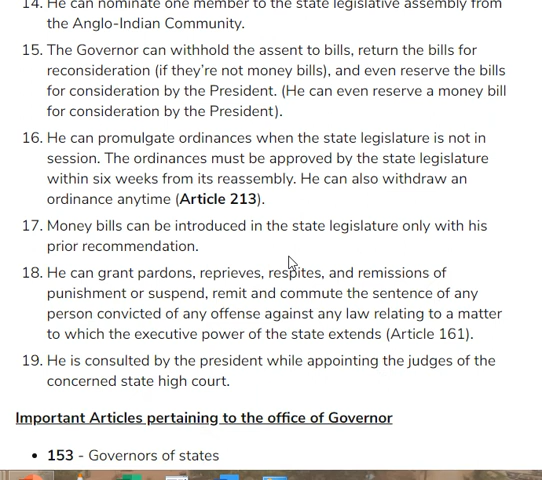 14. He can nominate one member to the state legislative assembly from
the Anglo-Indian Community.
15. The Governor can withhold the assent to bills, return the bills for
reconsideration (if they're not money bills), and even reserve the bills
for consideration by the President. (He can even reserve a money bill
for consideration by the President).
16. He can promulgate ordinances when the state legislature is not in
session. The ordinances must be approved by the state legislature
within six weeks from its reassembly. He can also withdraw an
ordinance anytime (Article 213).
17. Money bills can be introduced in the state legislature only with his
prior recommendation.
18. He can grant pardons, reprieves, respites, and remissions of
punishment or suspend, remit and commute the sentence of any
person convicted of any offense against any law relating to a matter
to which the executive power of the state extends (Article 161).
19. He is consulted by the president while appointing the judges of the
concerned state high court.
Important Articles pertaining to the office of Governor
• 153 - Governors of states